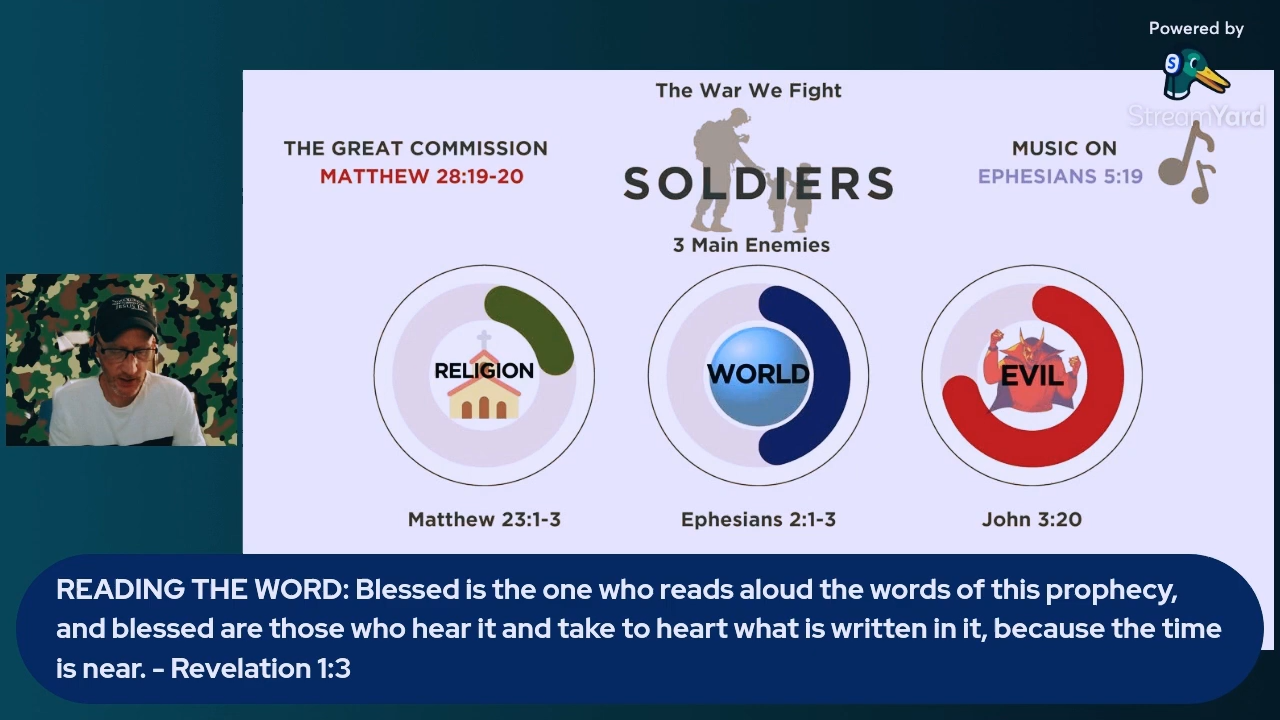 Powered by
StreamYard
The War We Fight
THE GREAT COMMISSION
MATTHEW 28:19-20
SOLDIERS
MUSIC ON
EPHESIANS 5:19
3 Main Enemies
RELIGION
WORLD
EVIL
Matthew 23:1-3
Ephesians 2:1-3
John 3:20
READING THE WORD: Blessed is the one who reads aloud the words of this prophecy,
and blessed are those who hear it and take to heart what is written in it, because the time
is near. - Revelation 1:3